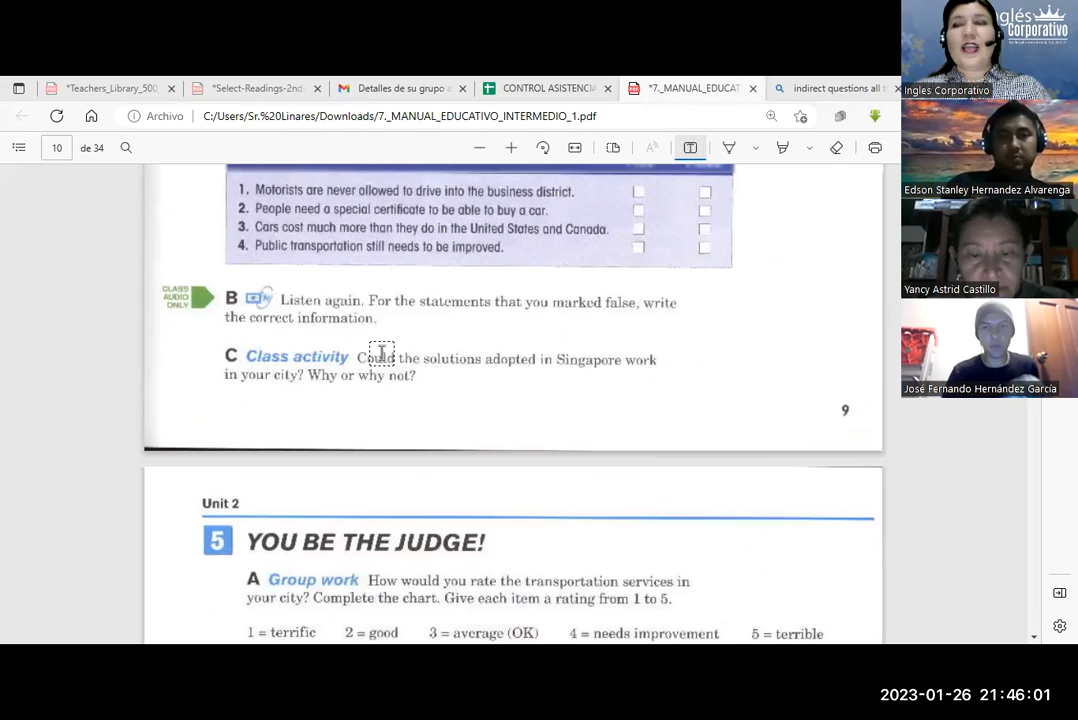 *Teachers_Library_500_
*Select-Readings-2nd-
Detalles de su grupo a
CONTROL ASISTENCIA
*7._MANUAL_EDUCAT
indirect questions all t
Archivo
C:/Users/Sr.%20Linares/Downloads/7._MANUAL_EDUCATIVO_INTERMEDIO_1.pdf
10 de 34
1. Motorists are never allowed to drive into the business district.
2. People need a special certificate to be able to buy a car.
3. Cars cost much more than they do in the United States and Canada.
4. Public transportation still needs to be improved.
CLASS
AUDIO
ONLY
B Listen again. For the statements that you marked false, write
the correct information.
C Class activity Could the solutions adopted in Singapore work
in your city? Why or why not?
9
Unit 2
5 YOU BE THE JUDGE!
A Group work How would you rate the transportation services in
your city? Complete the chart. Give each item a rating from 1 to 5.
1 = terrific 2 = good 3 = average (OK) 4 = needs improvement 5 = terrible
Inglés
Corporativo
Ingles Corporativo
Edson Stanley Hernandez Alvarenga
Yancy Astrid Castillo
José Fernando Hernández García
2023-01-26 21:46:01